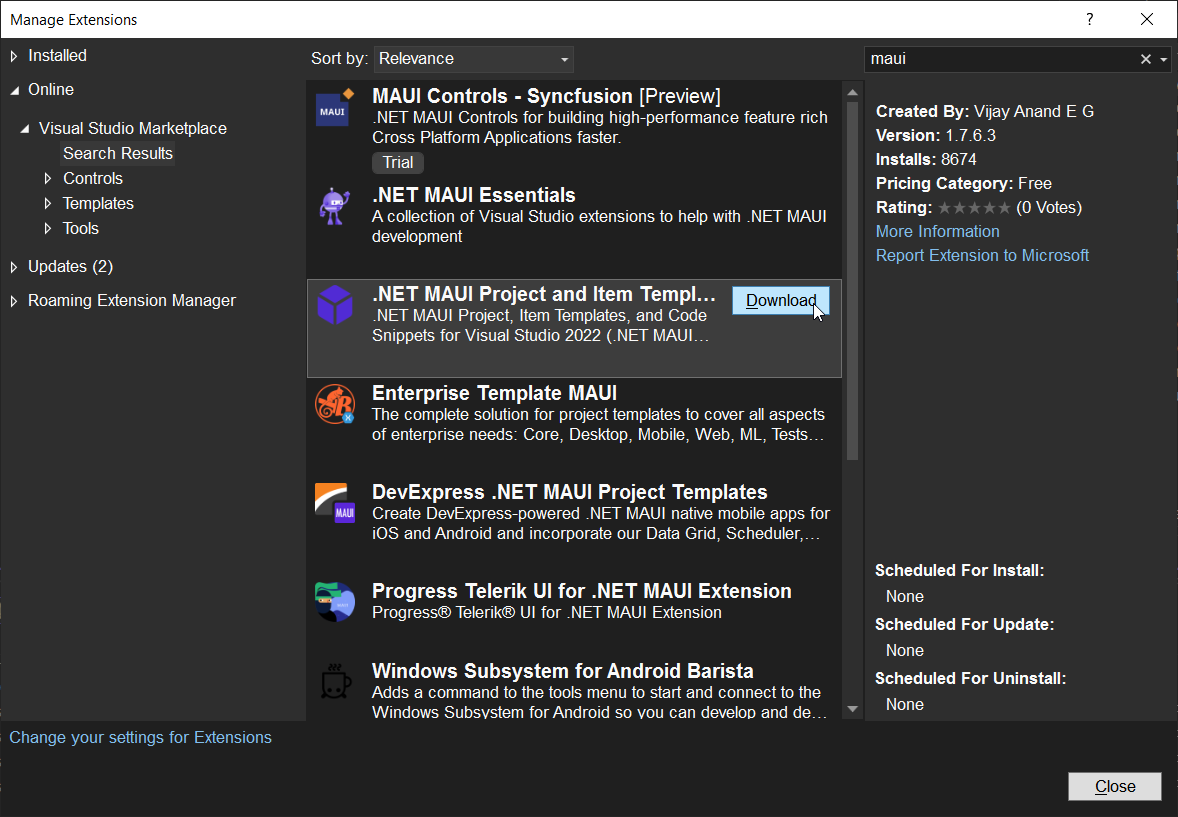 Manage Extensions
?
Installed
Online
Visual Studio Marketplace
Search Results
Controls
Templates
Tools
Updates (2)
Roaming Extension Manager
Sort by: Relevance
MAUI
MAUI Controls - Syncfusion [Preview]
.NET MAUI Controls for building high-performance feature rich
Cross Platform Applications faster.
Trial
.NET MAUI Essentials
A collection of Visual Studio extensions to help with .NET MAUI
development
.NET MAUI Project and Item Templ...
Download
.NET MAUI Project, Item Templates, and Code
Snippets for Visual Studio 2022 (.NET MAUI...
Enterprise Template MAUI
The complete solution for project templates to cover all aspects
of enterprise needs: Core, Desktop, Mobile, Web, ML, Tests...
MAUI
DevExpress .NET MAUI Project Templates
Create DevExpress-powered .NET MAUI native mobile apps for
iOS and Android and incorporate our Data Grid, Scheduler,...
Progress Telerik UI for .NET MAUI Extension
Progress® Telerik® UI for .NET MAUI Extension
Windows Subsystem for Android Barista
Adds a command to the tools menu to start and connect to the
Windows Subsystem for Android so you can develop and de...
maui
Created By: Vijay Anand E G
Version: 1.7.6.3
Installs: 8674
Pricing Category: Free
Rating: ★★★★★ (0 Votes)
More Information
Report Extension to Microsoft
Scheduled For Install:
None
Scheduled For Update:
None
Scheduled For Uninstall:
None
Change your settings for Extensions
Close